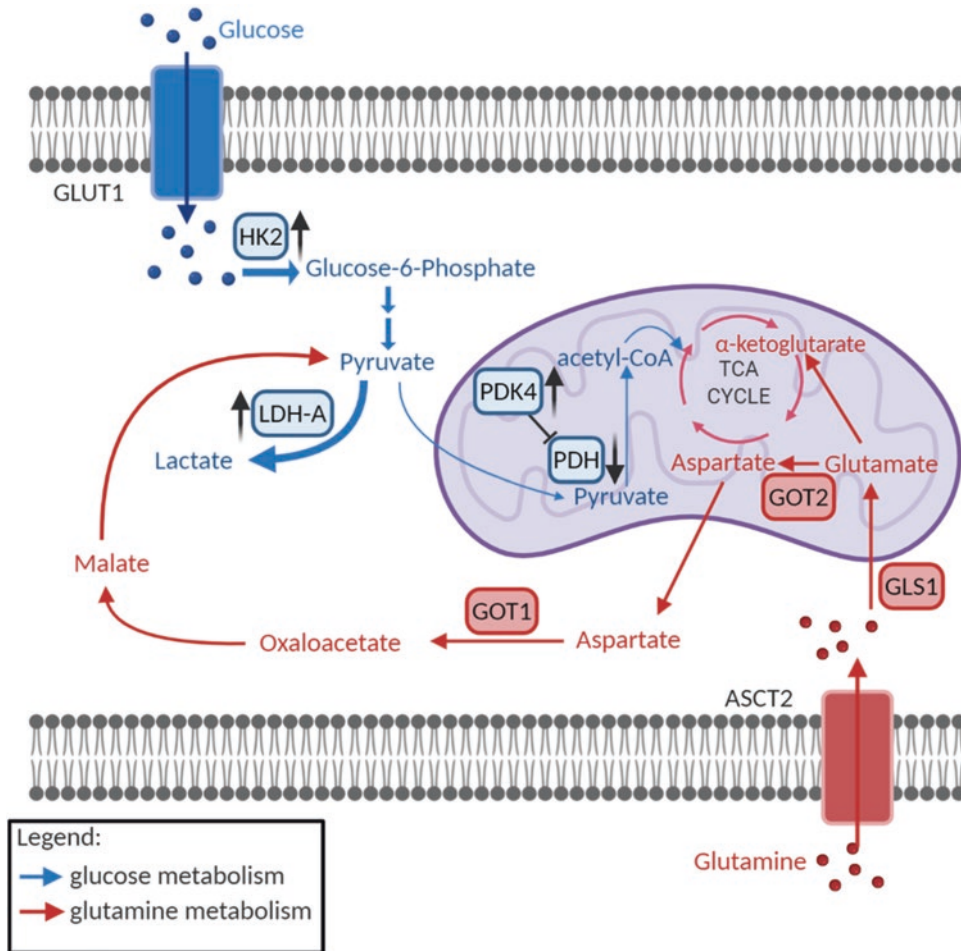 Glucose
GLUT1
HK2
Glucose-6-Phosphate
Pyruvate
LDH-A
Lactate
acetyl-CoA
α-ketoglutarate
TCA
CYCLE
PDK4
PDH
Pyruvate
Aspartate
Glutamate
GOT2
Malate
GLS1
GOT1
Oxaloacetate
Aspartate
ASCT2
Glutamine
Legend:
glucose metabolism
glutamine metabolism